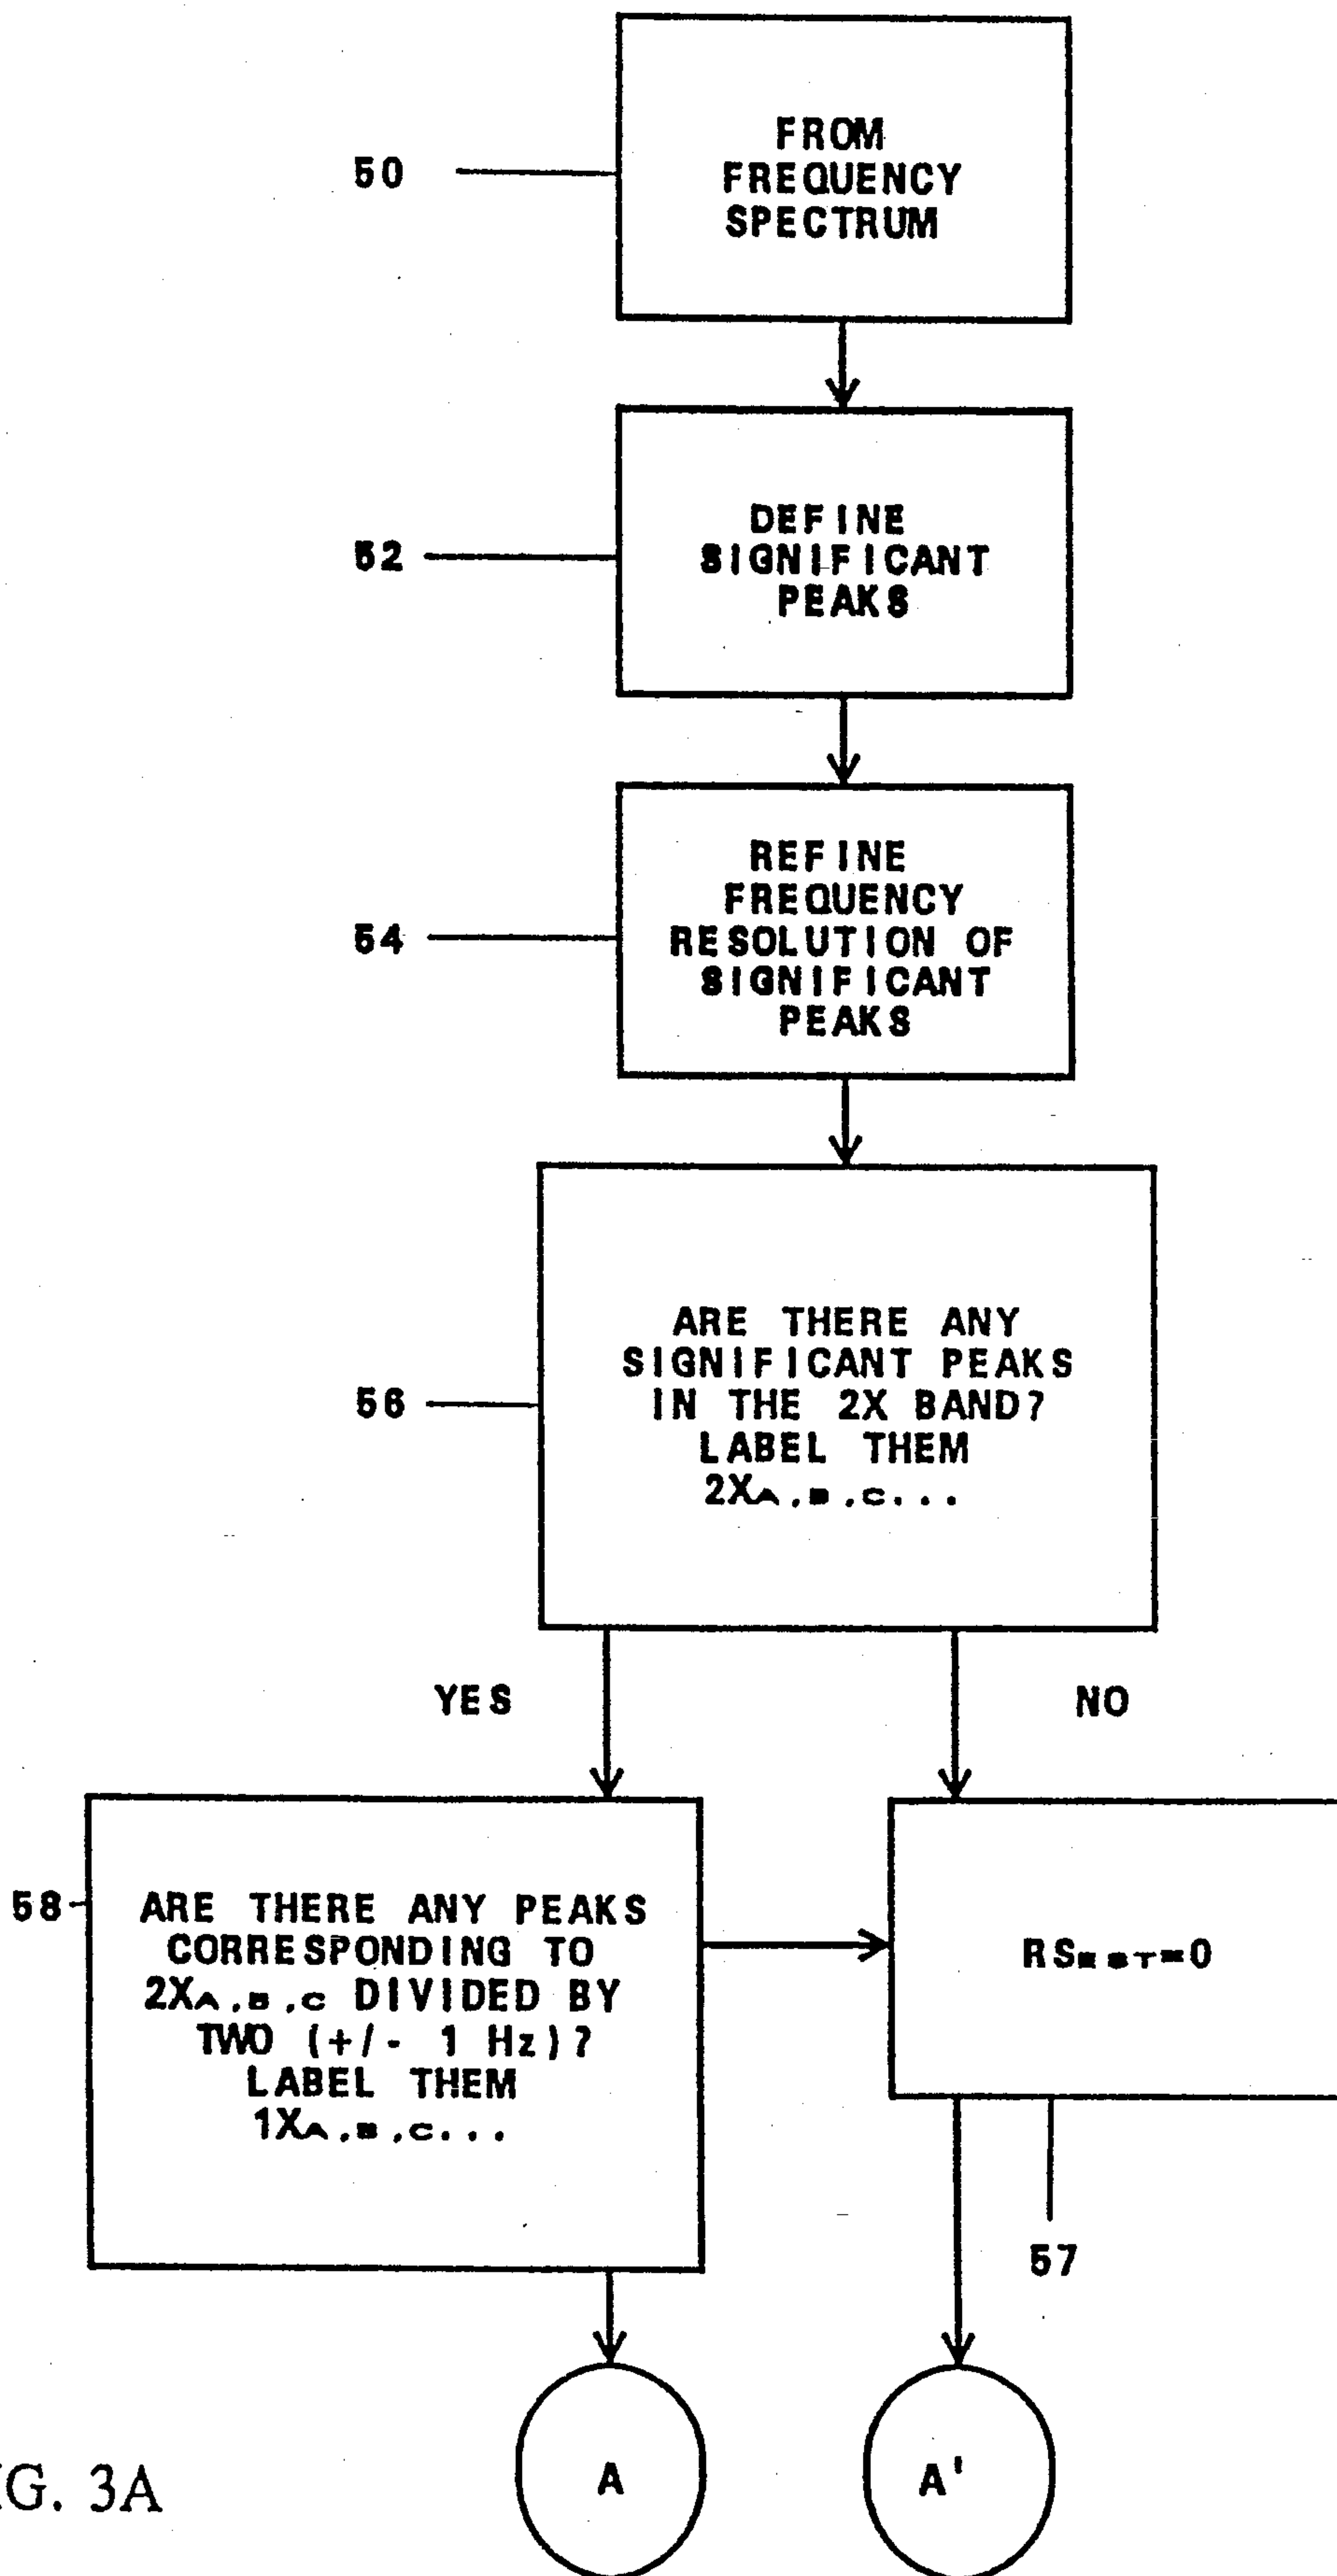 50
FROM
FREQUENCY
SPECTRUM
52
DEFINE
SIGNIFICANT
PEAKS
54
REFINE
FREQUENCY
RESOLUTION OF
SIGNIFICANT
PEAKS
56
ARE THERE ANY
SIGNIFICANT PEAKS
IN THE 2X BAND?
LABEL THEM
2XA,B,C...
YES
NO
58
ARE THERE ANY PEAKS
CORRESPONDING TO
2XA,B,C DIVIDED BY
TWO (+/- 1 Hz)?
LABEL THEM
1XA,B,C...
RSEST=0
57
A
A'
G. 3A